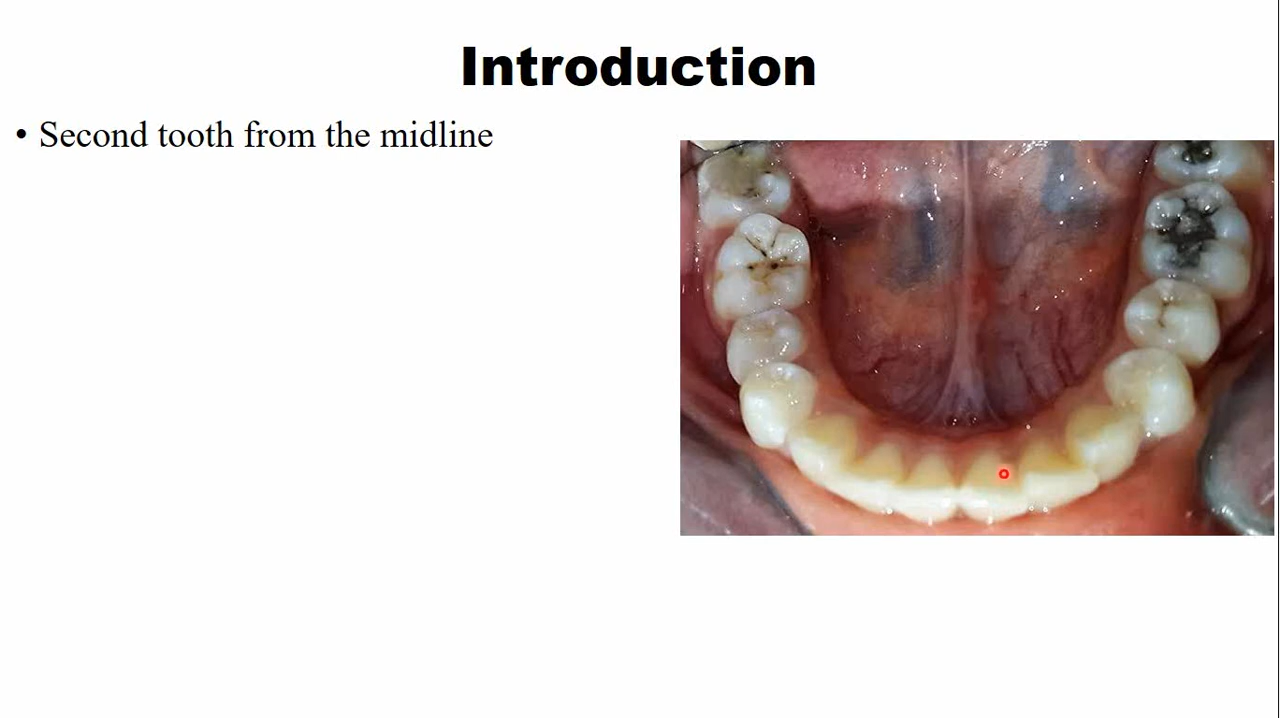 Introduction
• Second tooth from the midline